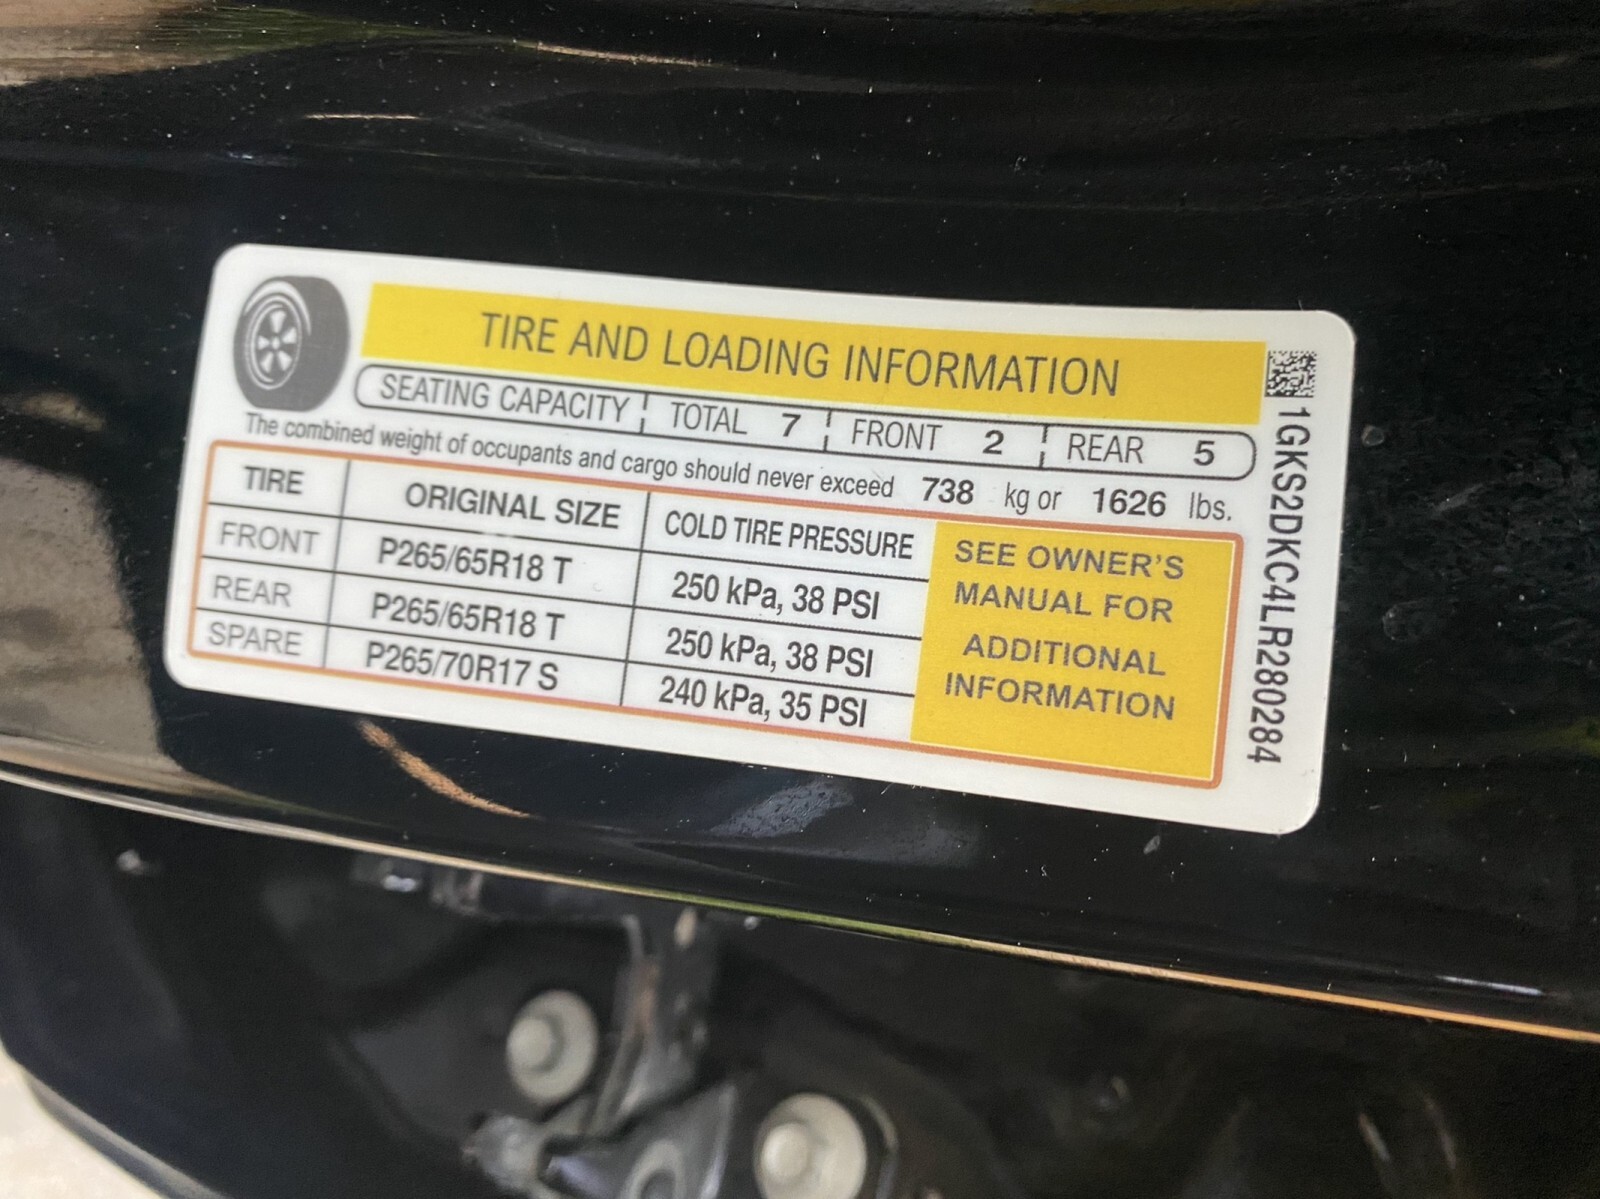 TIRE AND LOADING INFORMATION
SEATING CAPACITY TOTAL 7 FRONT 2 REAR 5
The combined weight of occupants and cargo should never exceed 738 kg or 1626 lbs.
TIRE ORIGINAL SIZE COLD TIRE PRESSURE
FRONT P265/65R18 T 250 kPa, 38 PSI
REAR P265/65R18 T 250 kPa, 38 PSI
SPARE P265/70R17 S 240 kPa, 35 PSI
SEE OWNER'S
MANUAL FOR
ADDITIONAL
INFORMATION
1GKS2DKC4LR280284